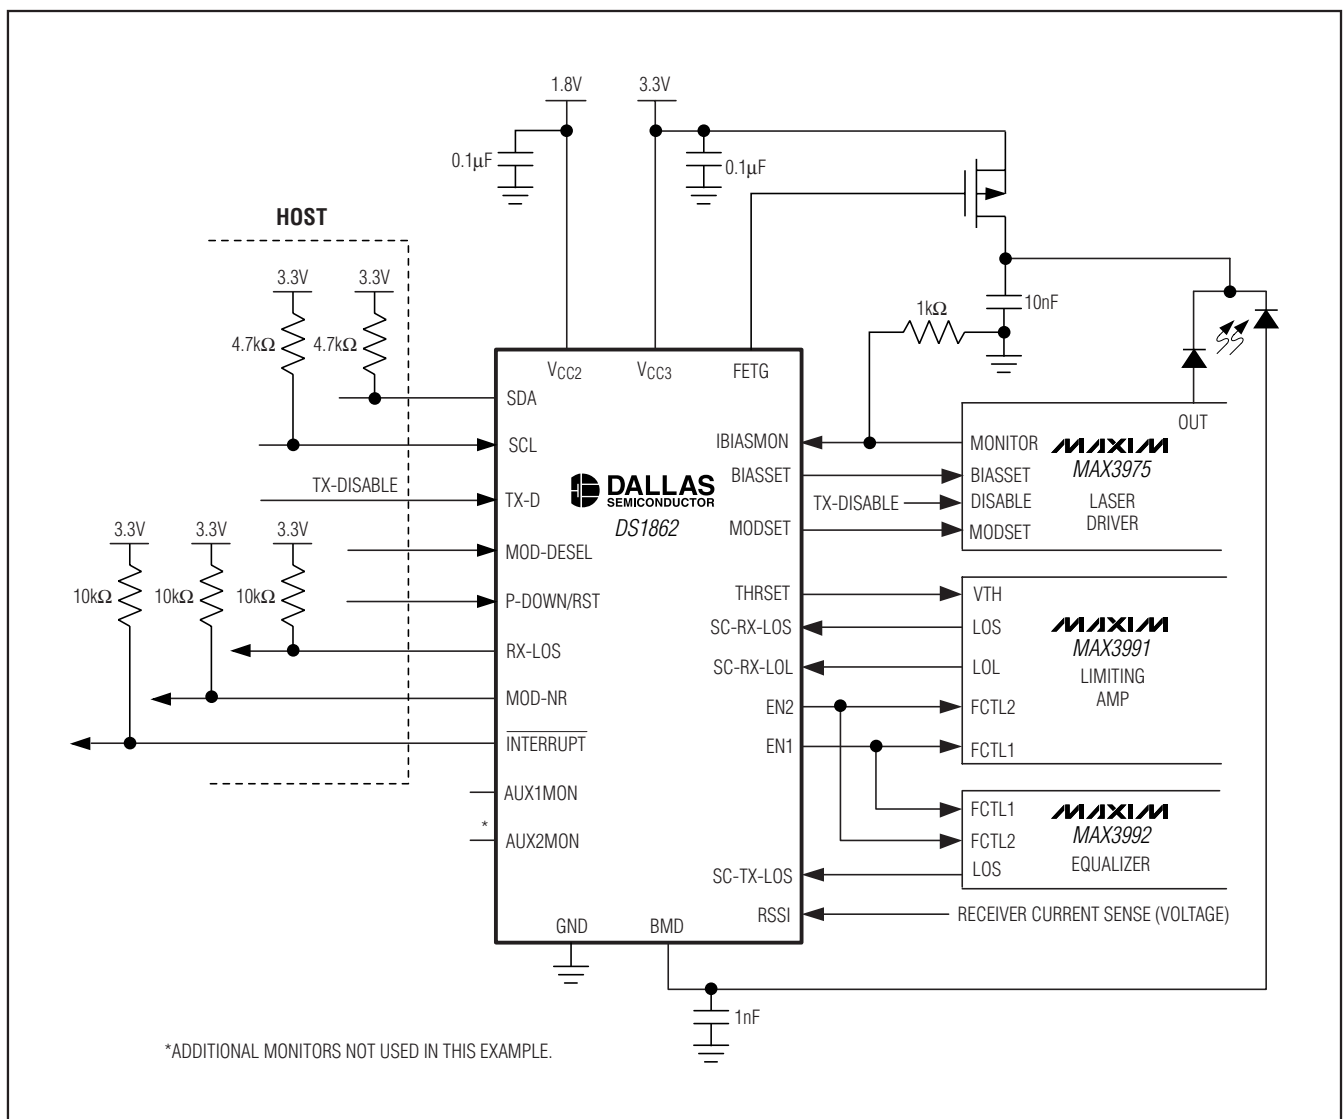 1.8V
3.3V
0.1µF
0.1µF
HOST
3.3V
3.3V
4.7kΩ
4.7kΩ
1kΩ
10nF
VCC2
VCC3
FETG
SDA
SCL
TX-DISABLE
TX-D
MOD-DESEL
P-DOWN/RST
RX-LOS
MOD-NR
INTERRUPT
AUX1MON
*
AUX2MON
3.3V
3.3V
3.3V
10kΩ
10kΩ
10kΩ
DALLAS
SEMICONDUCTOR
DS1862
IBIASMON
BIASSET
MODSET
THRSET
SC-RX-LOS
SC-RX-LOL
EN2
EN1
SC-TX-LOS
RSSI
GND
BMD
OUT
MONITOR
BIASSET
TX-DISABLE
DISABLE
MODSET
MAXIM
MAX3975
LASER
DRIVER
VTH
LOS
LOL
FCTL2
FCTL1
MAXIM
MAX3991
LIMITING
AMP
FCTL1
FCTL2
LOS
MAXIM
MAX3992
EQUALIZER
RECEIVER CURRENT SENSE (VOLTAGE)
1nF
*ADDITIONAL MONITORS NOT USED IN THIS EXAMPLE.